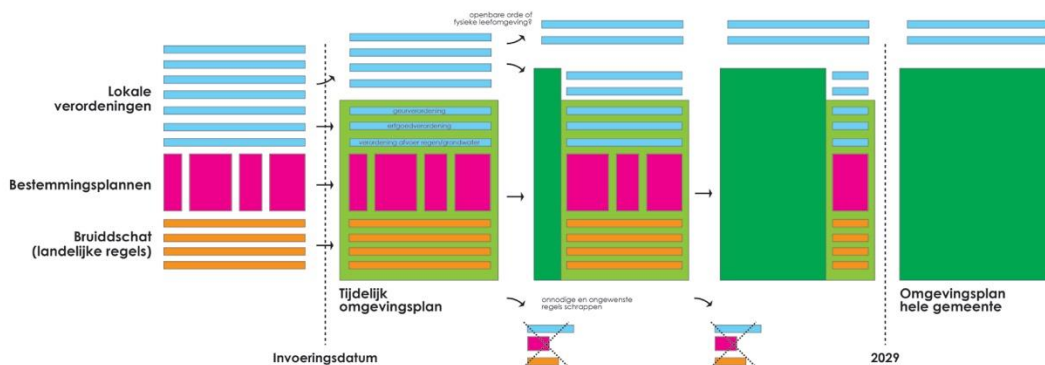 openbare orde of
fysieke leefomgeving?
Lokale
verordeningen
geurverordening
erfgoedverordening
verordening afvoer regen/grondwater
Bestemmingsplannen
Bruiddschat
(landelijke regels)
Tijdelijk
omgevingsplan
onnodige en ongewenste
regels schrappen
Omgevingsplan
hele gemeente
Invoeringsdatum
2029